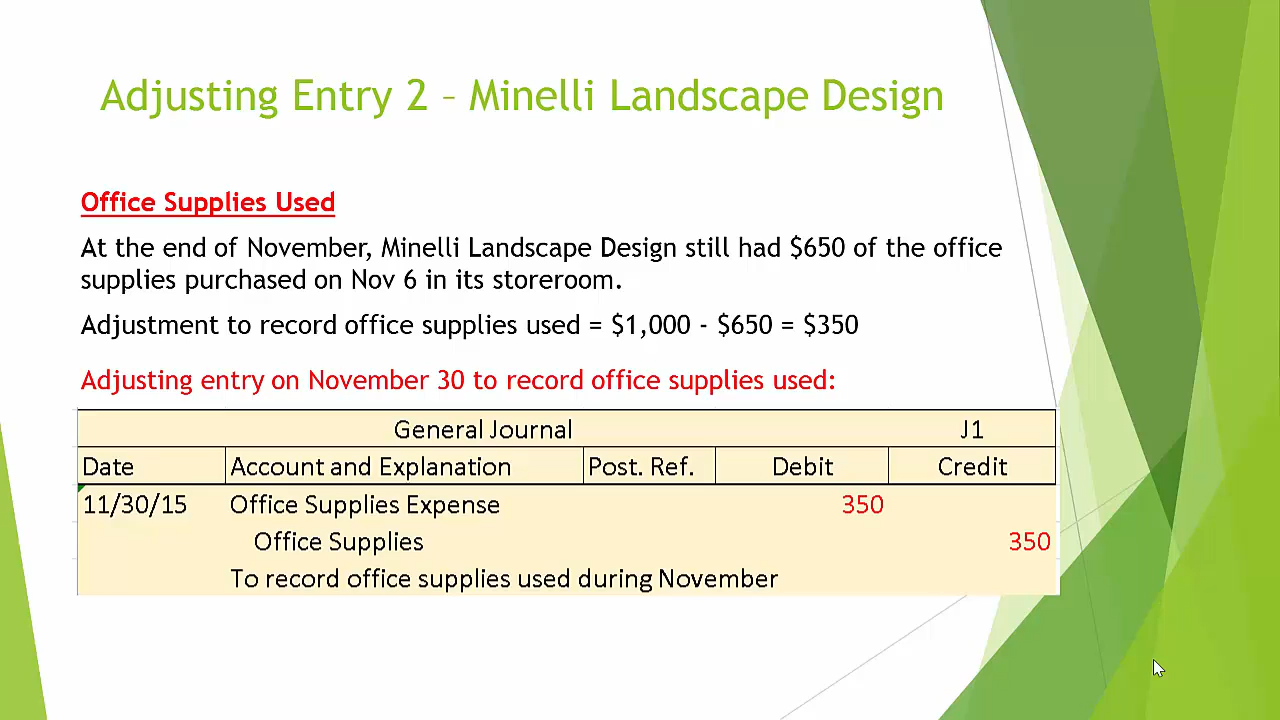 Adjusting Entry 2 – Minelli Landscape Design
Office Supplies Used
At the end of November, Minelli Landscape Design still had $650 of the office
supplies purchased on Nov 6 in its storeroom.
Adjustment to record office supplies used = $1,000 - $650 = $350
Adjusting entry on November 30 to record office supplies used:
General Journal J1
Date Account and Explanation Post. Ref. Debit Credit
11/30/15 Office Supplies Expense 350
Office Supplies 350
To record office supplies used during November